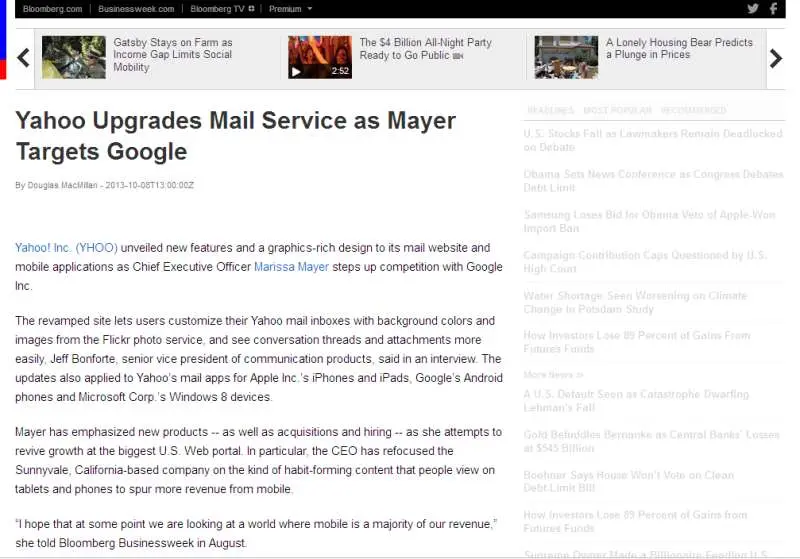 Bloomberg.com Businessweek.com Bloomberg TV Premium
Gatsby Stays on Farm as
Income Gap Limits Social
Mobility
2:52
The $4 Billion All-Night Party
Ready to Go Public
A Lonely Housing Bear Predicts
a Plunge in Prices
Yahoo Upgrades Mail Service as Mayer
Targets Google
By Douglas MacMillan - 2013-10-08T13:00:00Z
Yahoo! Inc. (YHOO) unveiled new features and a graphics-rich design to its mail website and
mobile applications as Chief Executive Officer Marissa Mayer steps up competition with Google
Inc.
The revamped site lets users customize their Yahoo mail inboxes with background colors and
images from the Flickr photo service, and see conversation threads and attachments more
easily, Jeff Bonforte, senior vice president of communication products, said in an interview. The
updates also applied to Yahoo's mail apps for Apple Inc.'s iPhones and iPads, Google's Android
phones and Microsoft Corp.'s Windows 8 devices.
Mayer has emphasized new products -- as well as acquisitions and hiring -- as she attempts to
revive growth at the biggest U.S. Web portal. In particular, the CEO has refocused the
Sunnyvale, California-based company on the kind of habit-forming content that people view on
tablets and phones to spur more revenue from mobile.
“I hope that at some point we are looking at a world where mobile is a majority of our revenue,”
she told Bloomberg Businessweek in August.
HEADLINES MOST POPULAR RECOMMENDED
U.S. Stocks Fall as Lawmakers Remain Deadlocked
on Debate
Obama Sets News Conference as Congress Debates
Debt Limit
Samsung Loses Bid for Obama Veto of Apple-Won
Import Ban
Campaign Contribution Caps Questioned by U.S.
High Court
Water Shortage Seen Worsening on Climate
Change in Potsdam Study
How Investors Lose 89 Percent of Gains From
Futures Funds
More News »
A U.S. Default Seen as Catastrophe Dwarfing
Lehman's Fall
Gold Befuddles Bernanke as Central Banks' Losses
at $545 Billion
Boehner Says House Won't Vote on Clean
Debt Limit Bill
How Investors Lose 89 Percent of Gains from
Futures Funds
Supreme Owner Made a Billionaire Feeding U.S.